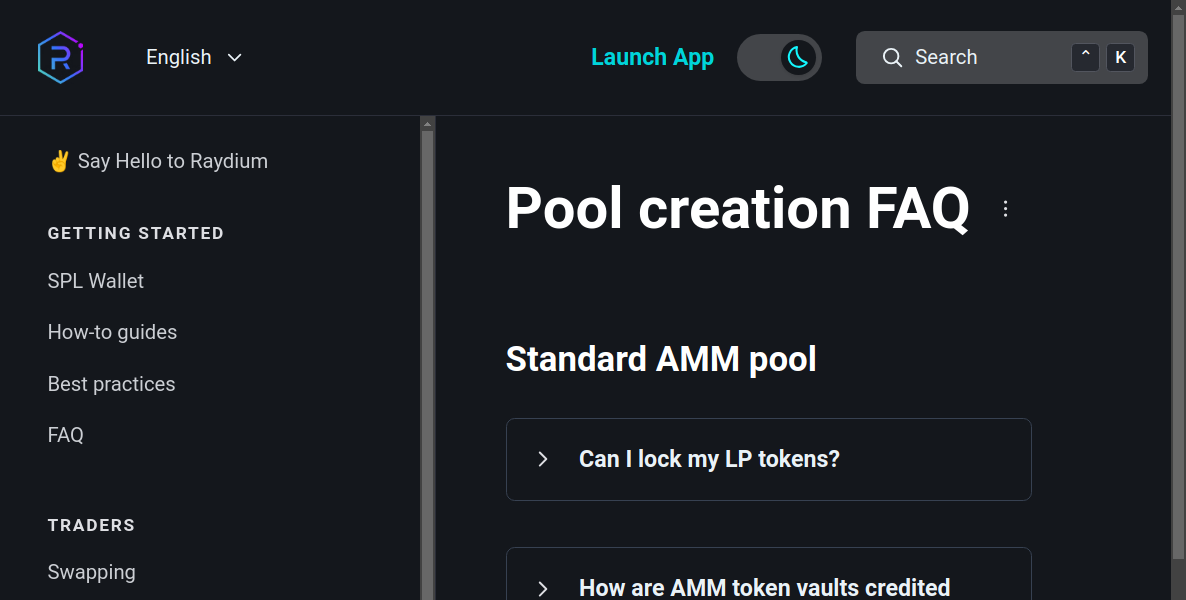 English
Launch App
Search
^ K
✌️ Say Hello to Raydium
GETTING STARTED
SPL Wallet
How-to guides
Best practices
FAQ
TRADERS
Swapping
Pool creation FAQ
Standard AMM pool
Can I lock my LP tokens?
How are AMM token vaults credited